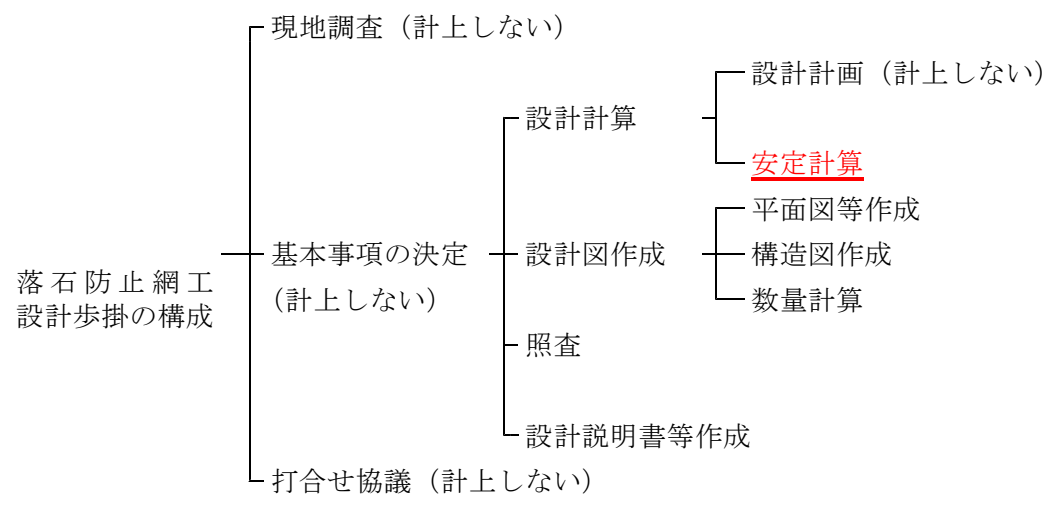 現地調査（計上しない）
設計計画（計上しない）
設計計算
安定計算
平面図等作成
基本事項の決定
（計上しない）
設計図作成
構造図作成
落石防止網工
設計歩掛の構成
数量計算
照査
設計説明書等作成
打合せ協議（計上しない）